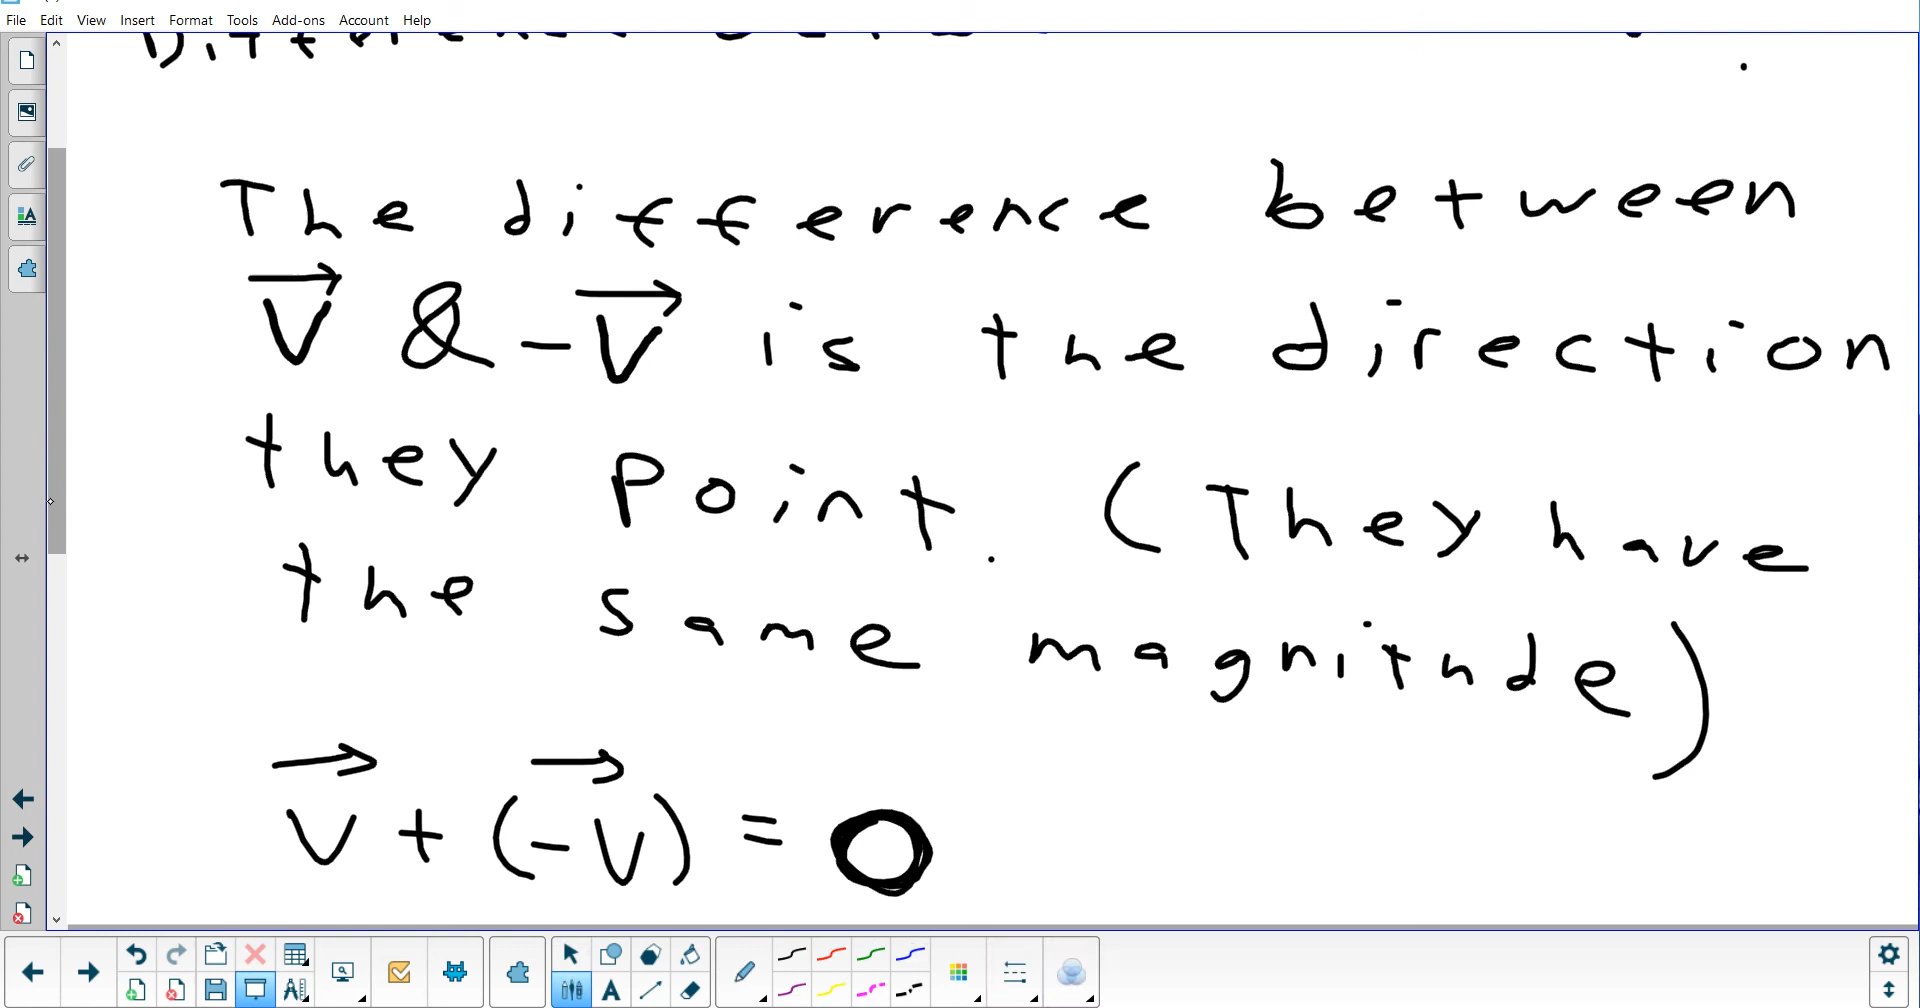 File Edit View Insert Format Tools Add-ons Account Help
The difference between
V⃗ & -V⃗ is the direction
they point. (They have
the same magnitude)
V⃗ + (-V⃗) = 0